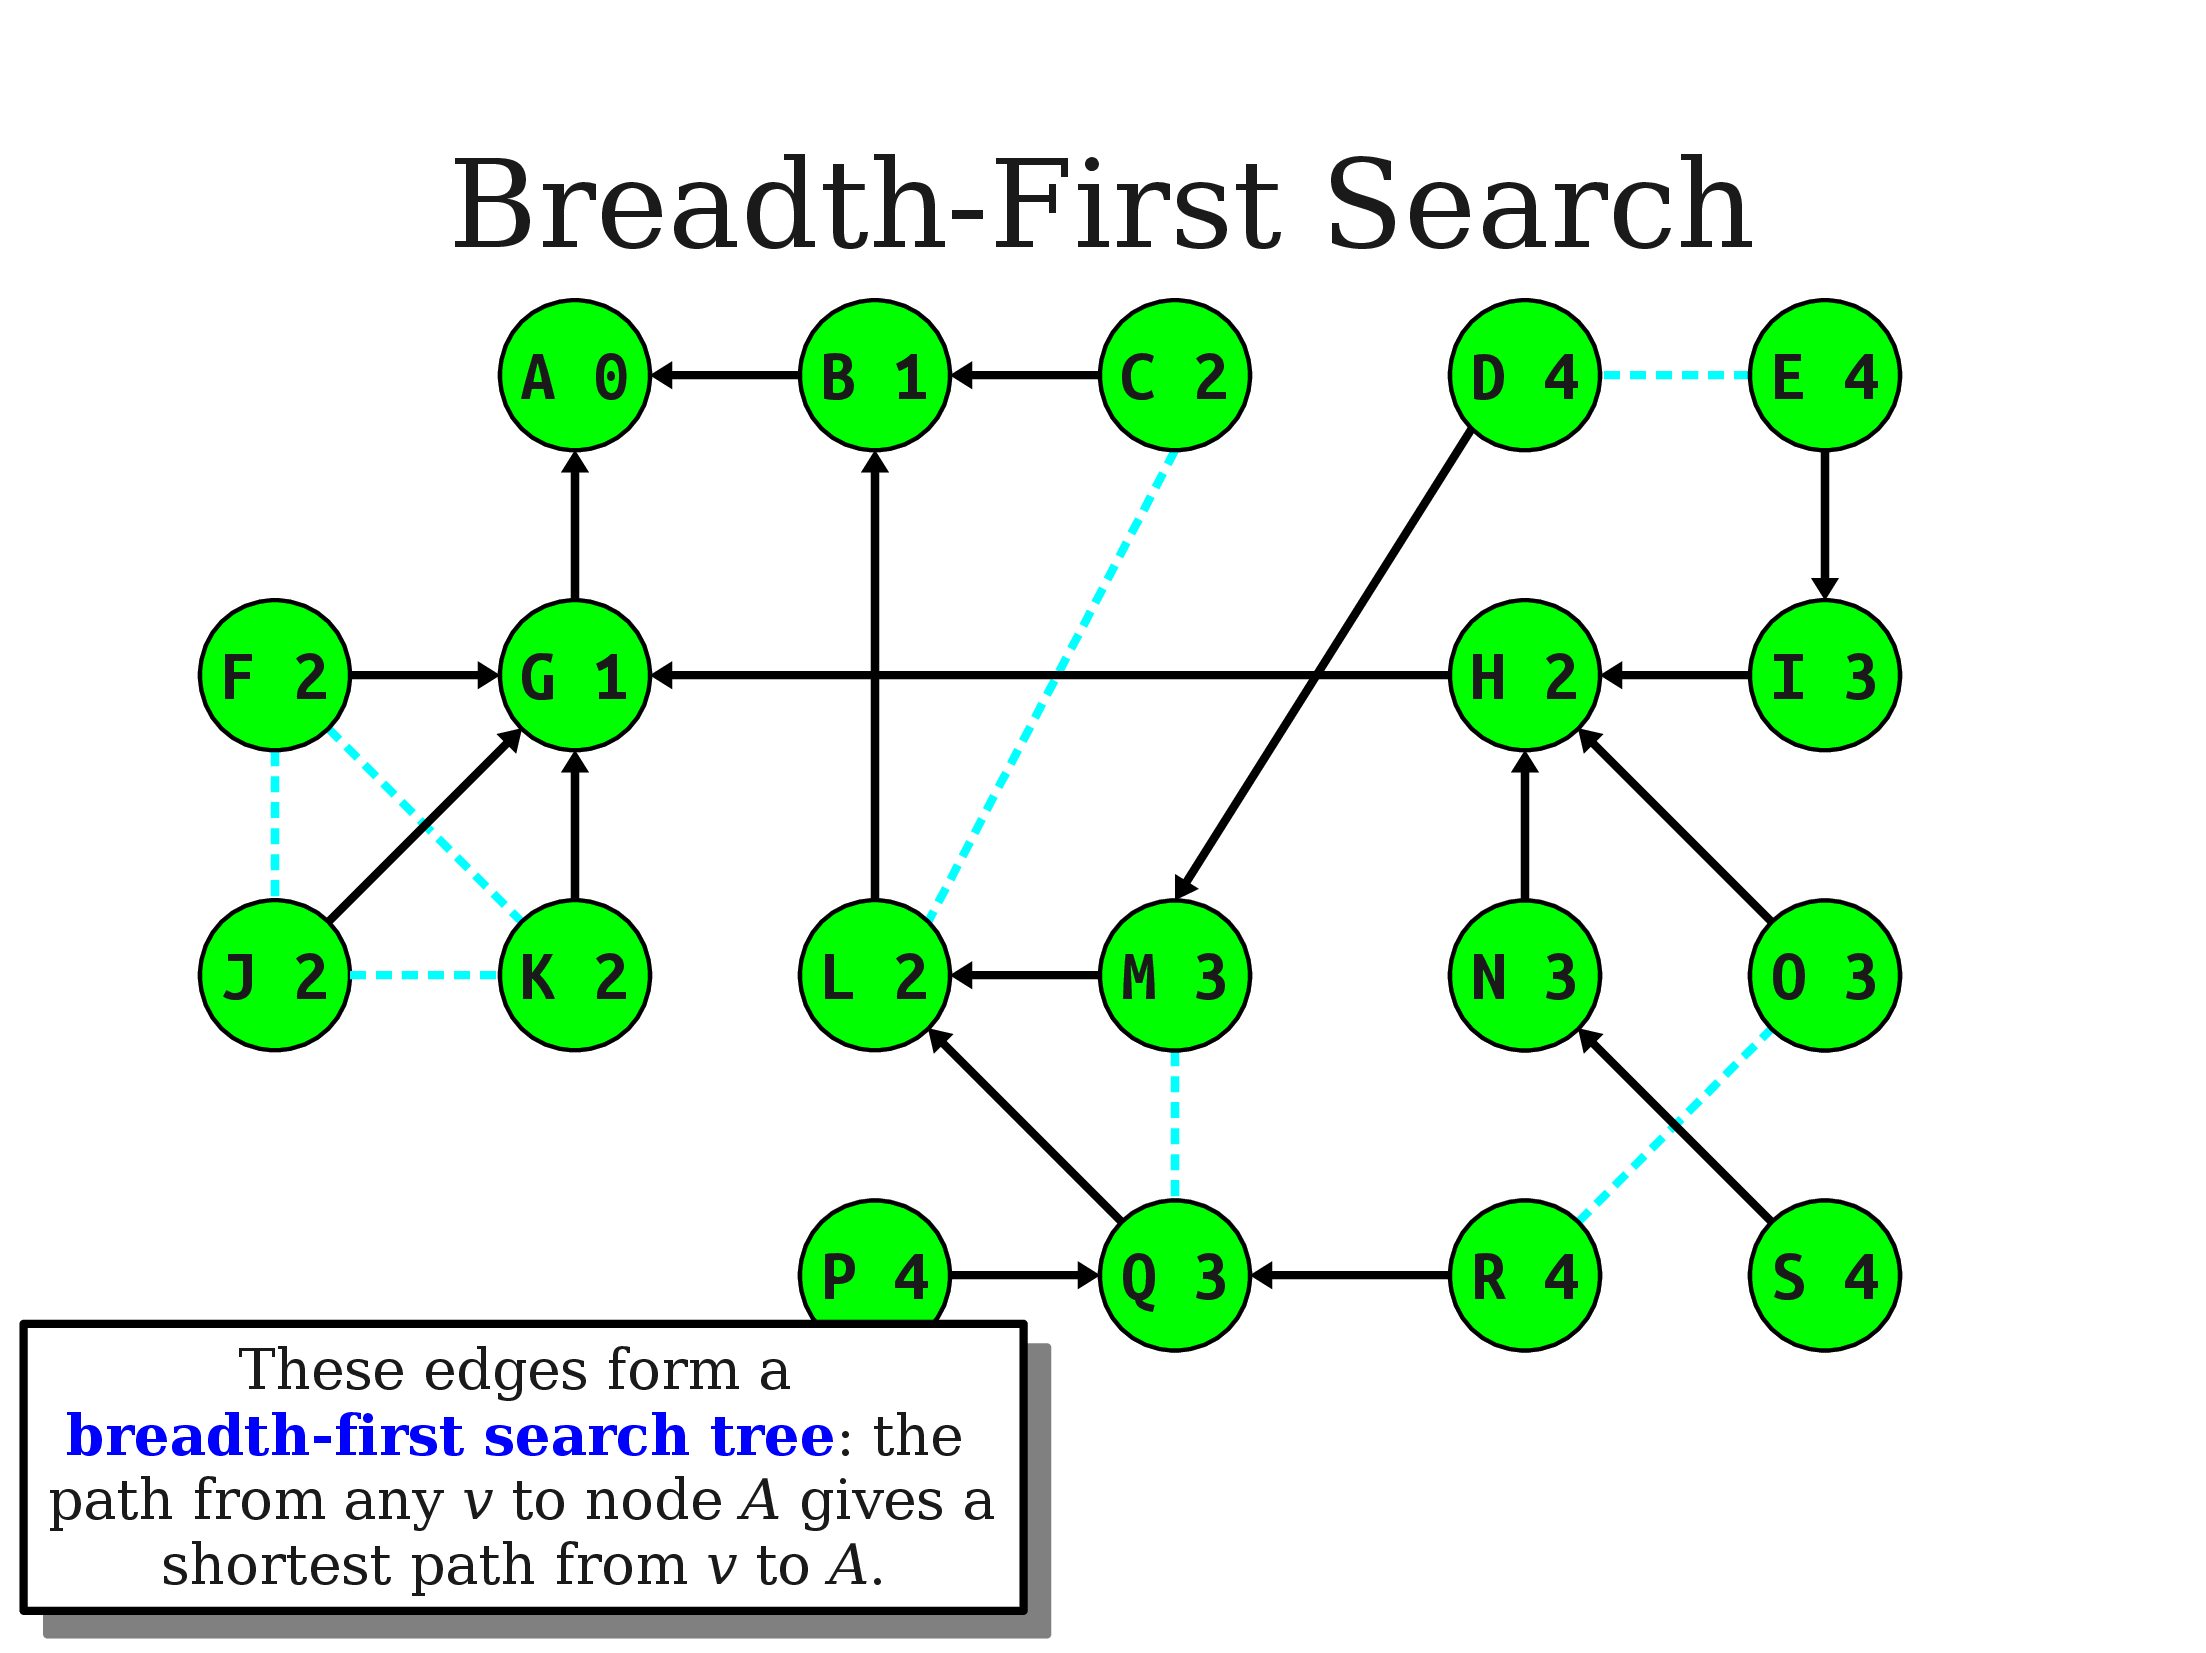 Breadth-First Search
A 0 B 1 C 2 D 4 E 4
F 2 G 1 H 2 I 3
J 2 K 2 L 2 M 3 N 3 O 3
P 4 Q 3 R 4 S 4
These edges form a
breadth-first search tree: the
path from any v to node A gives a
shortest path from v to A.